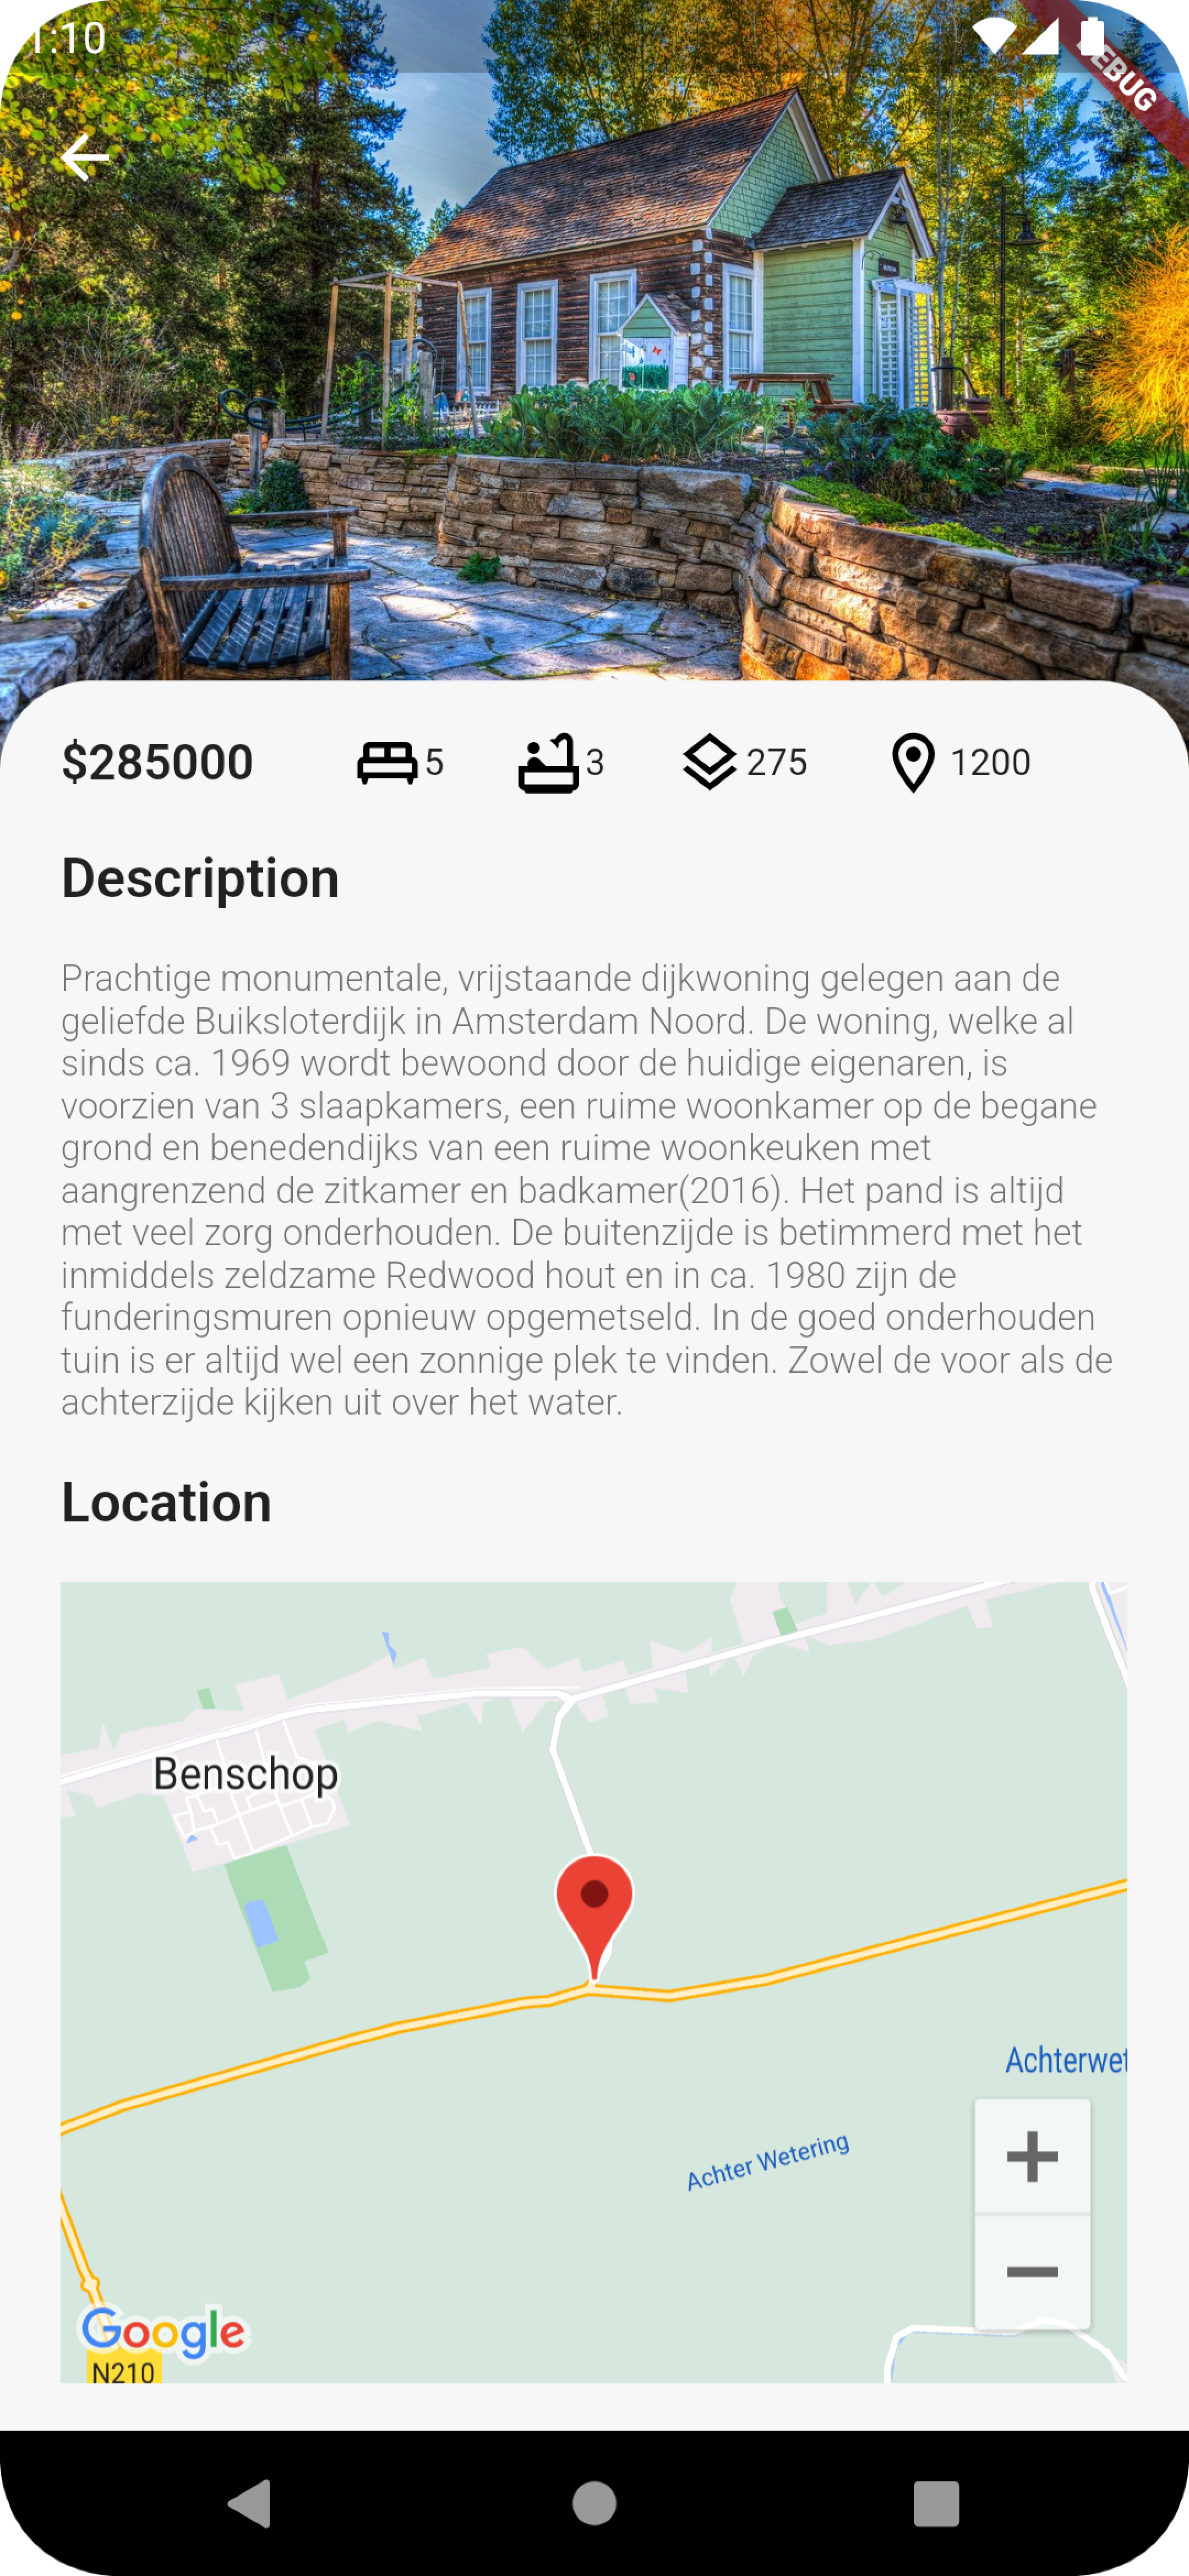 1:10
DEBUG
$285000 5 3 275 1200
Description
Prachtige monumentale, vrijstaande dijkwoning gelegen aan de
geliefde Buiksloterdijk in Amsterdam Noord. De woning, welke al
sinds ca. 1969 wordt bewoond door de huidige eigenaren, is
voorzien van 3 slaapkamers, een ruime woonkamer op de begane
grond en benedendijks van een ruime woonkeuken met
aangrenzend de zitkamer en badkamer(2016). Het pand is altijd
met veel zorg onderhouden. De buitenzijde is betimmerd met het
inmiddels zeldzame Redwood hout en in ca. 1980 zijn de
funderingsmuren opnieuw opgemetseld. In de goed onderhouden
tuin is er altijd wel een zonnige plek te vinden. Zowel de voor als de
achterzijde kijken uit over het water.
Location
Benschop
Achterwet
Achter Wetering
Google
N210